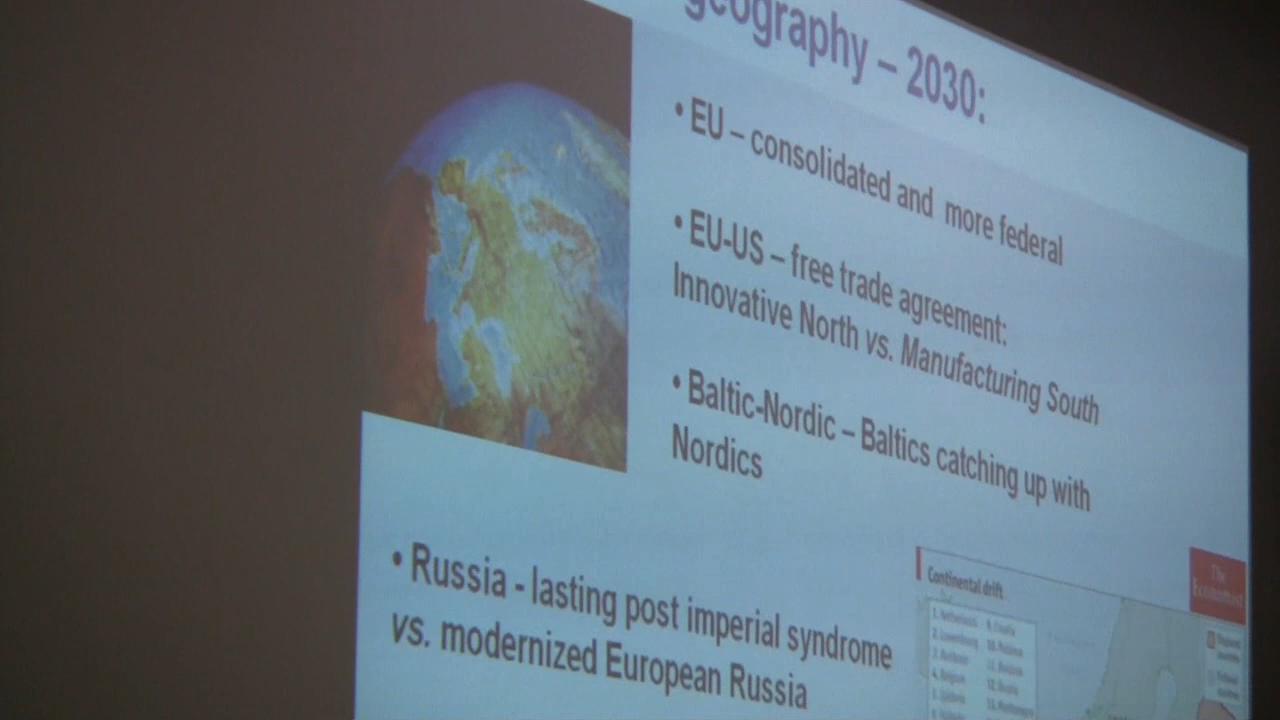 geography – 2030:
• EU – consolidated and more federal
• EU-US – free trade agreement:
Innovative North vs. Manufacturing South
• Baltic-Nordic – Baltics catching up with
Nordics
• Russia - lasting post imperial syndrome
vs. modernized European Russia
Continental drift
The
Economist